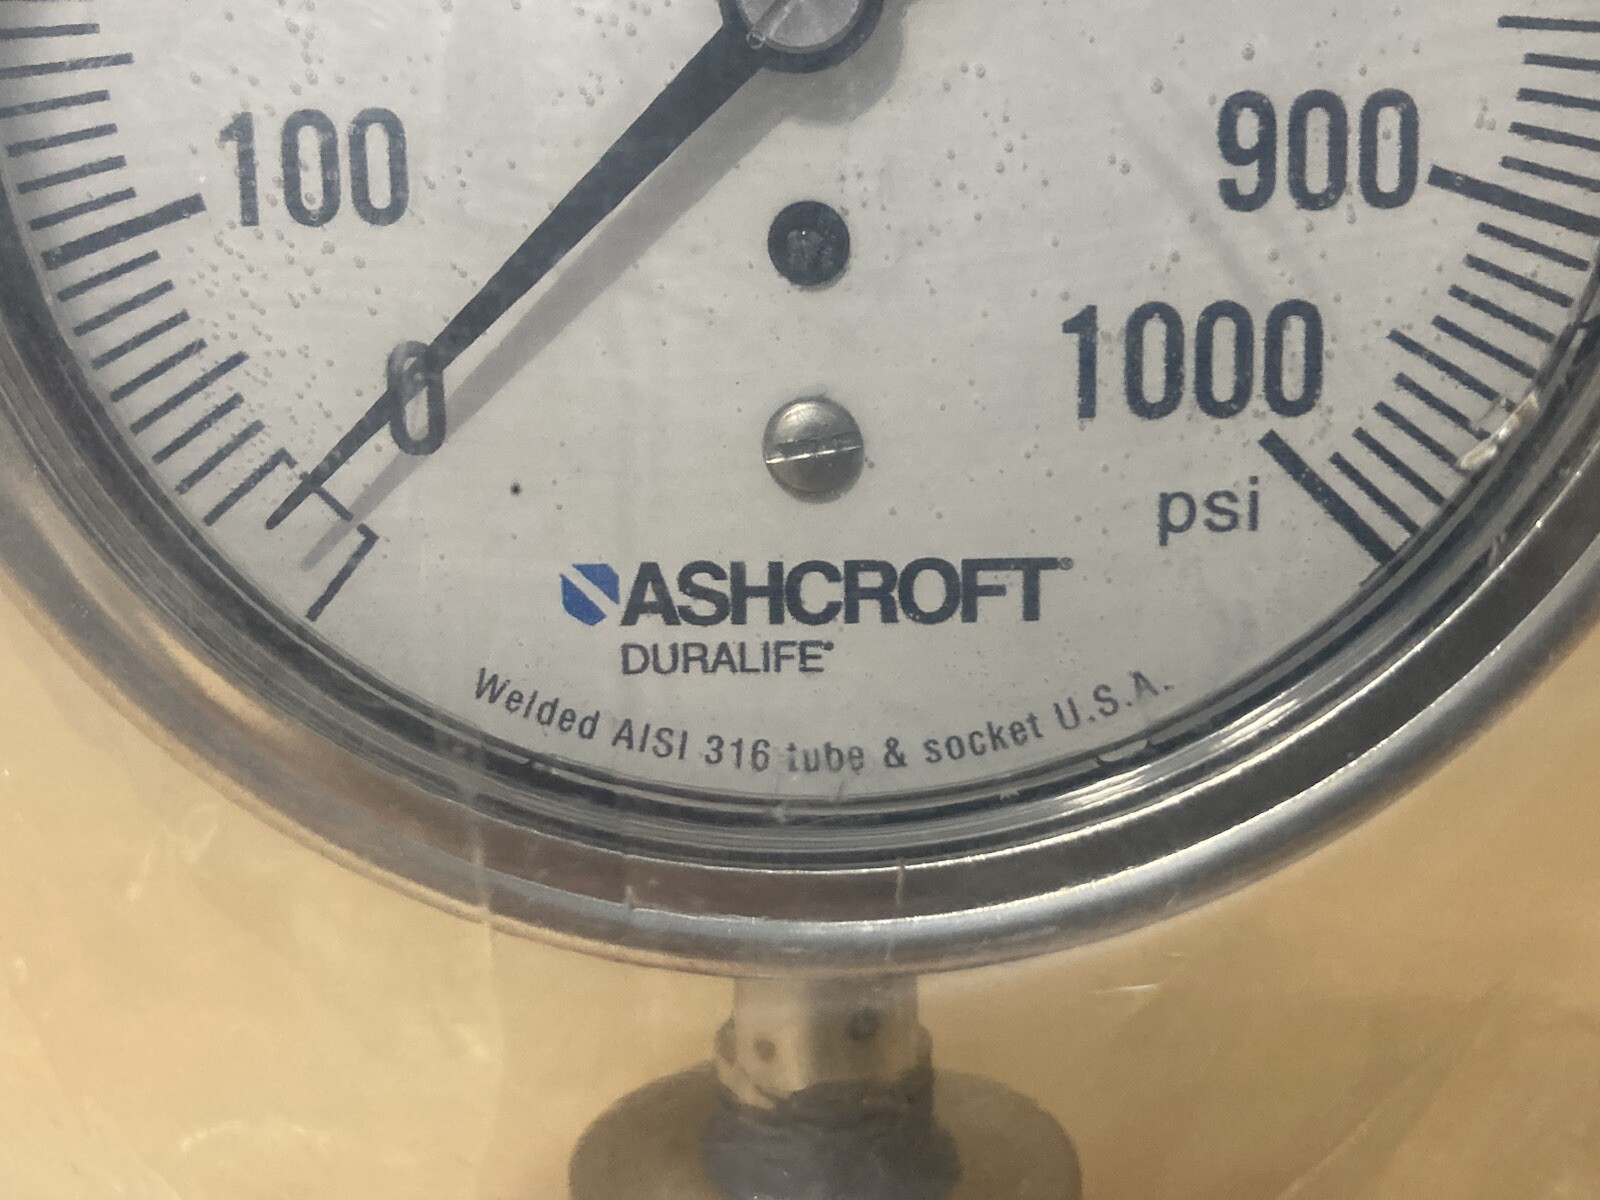 100
900
0
1000
psi
ASHCROFT®
DURALIFE®
Welded AISI 316 tube & socket U.S.A.